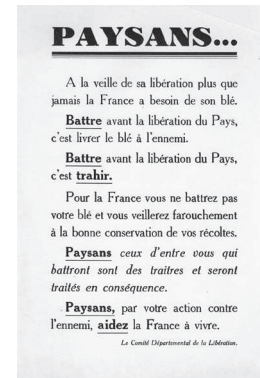 PAYSANS...
A la veille de sa libération plus que
jamais la France a besoin de son blé.
Battre avant la libération du Pays,
c'est livrer le blé à l'ennemi.
Battre avant la libération du Pays,
c'est trahir.
Pour la France vous ne battrez pas
votre blé et vous veillerez farouchement
à la bonne conservation de vos récoltes.
Paysans ceux d'entre vous qui
battront sont des traitres et seront
traités en conséquence.
Paysans, par votre action contre
l'ennemi, aidez la France à vivre.
Le Comité Départemental de la Libération.